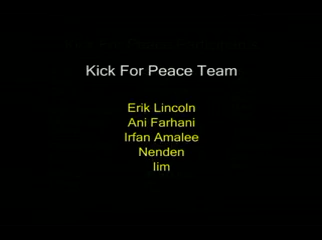 Kick For Peace Team
Erik Lincoln
Ani Farhani
Irfan Amalee
Nenden
Iim